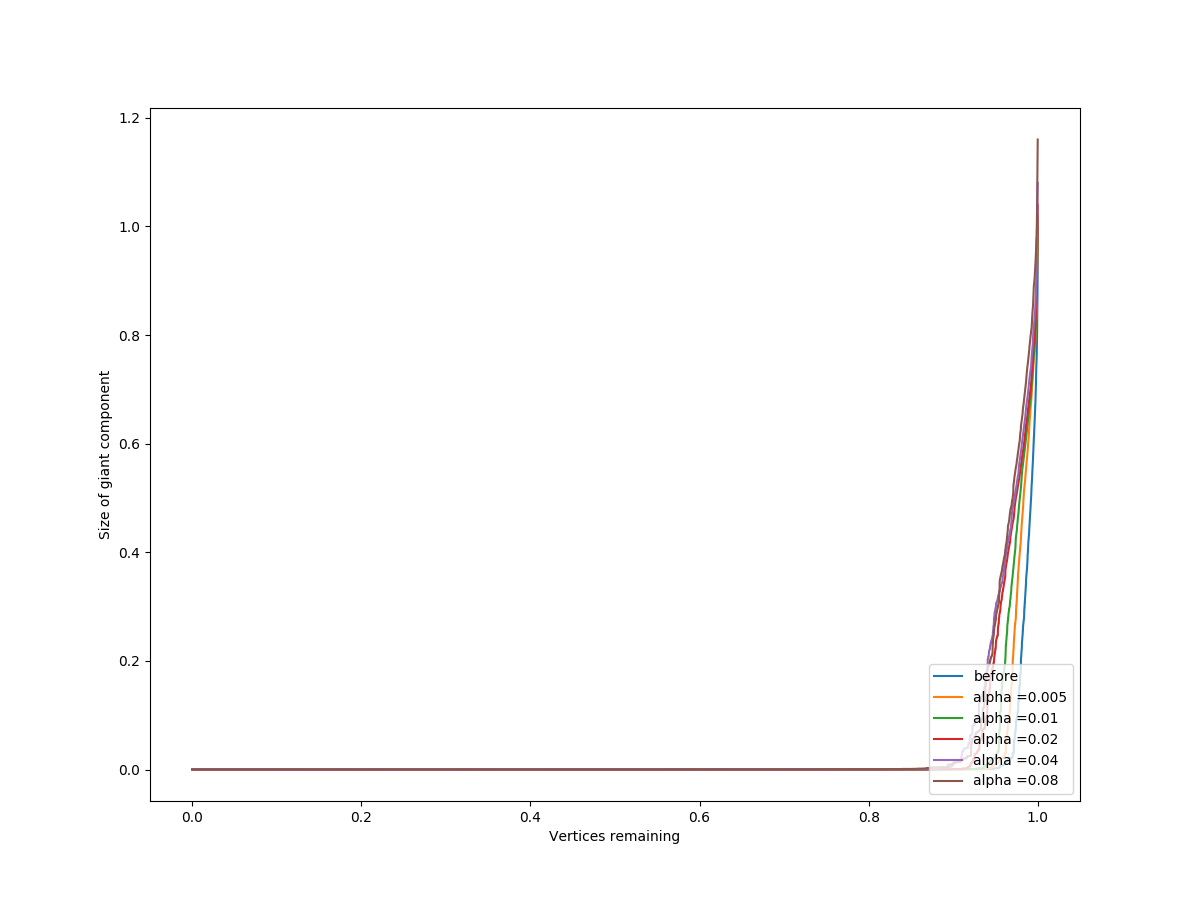 1.2
1.0
0.8
0.6
0.4
0.2
0.0
Size of giant component
before
alpha =0.005
alpha =0.01
alpha =0.02
alpha =0.04
alpha =0.08
0.0 0.2 0.4 0.6 0.8 1.0
Vertices remaining